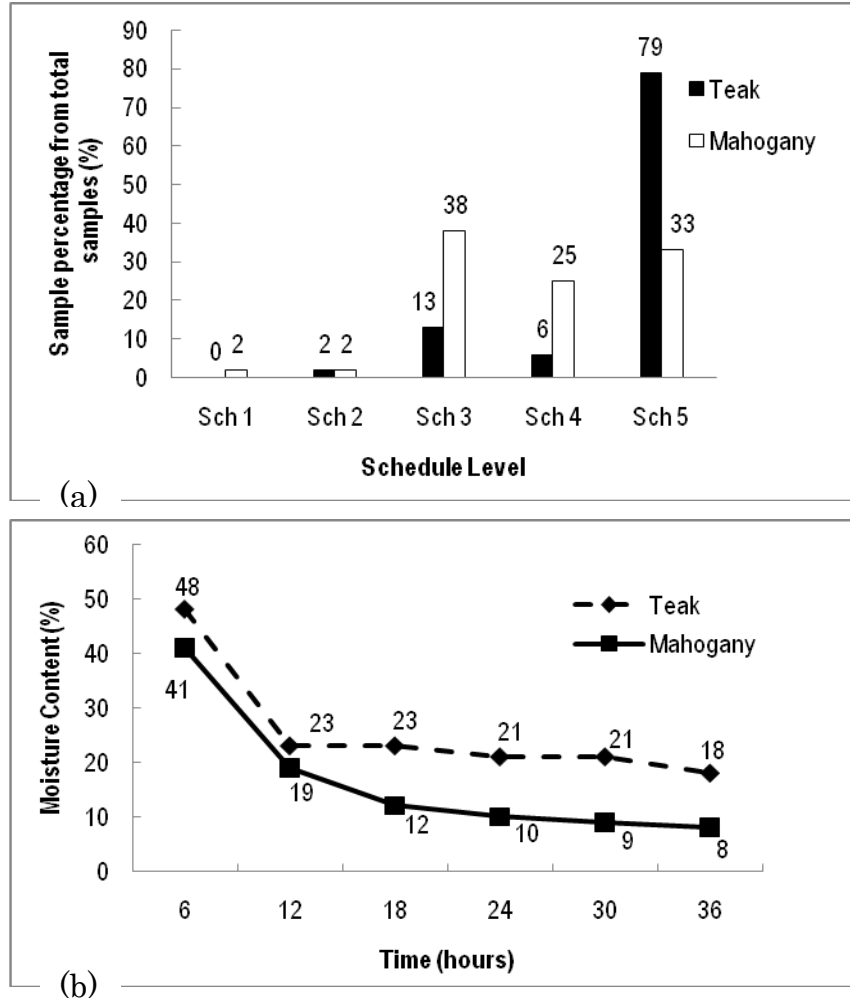 90
80
70
60
50
40
30
20
10
0
Sample percentage from total
samples (%)
0 2
2 2
13
38
6
25
79
33
Teak
Mahogany
Sch 1 Sch 2 Sch 3 Sch 4 Sch 5
Schedule Level
(a)
60
50
40
30
20
10
0
Moisture Content (%)
48
23
23
21
21
18
41
19
12
10
9
8
Teak
Mahogany
6 12 18 24 30 36
Time (hours)
(b)